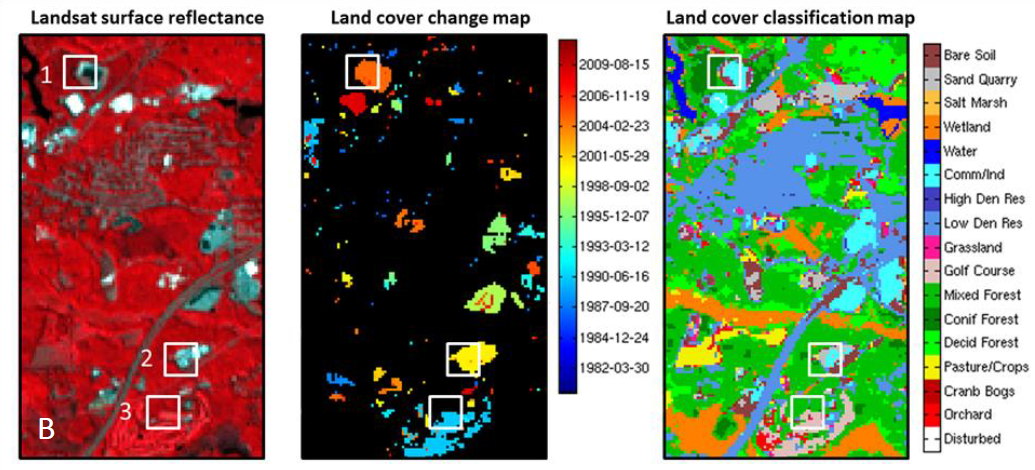 Landsat surface reflectance
Land cover change map
Land cover classification map
1
2
3
B
2009-08-15
2006-11-19
2004-02-23
2001-05-29
1998-09-02
1995-12-07
1993-03-12
1990-06-16
1987-09-20
1984-12-24
1982-03-30
Bare Soil
Sand Quarry
Salt Marsh
Wetland
Water
Comm/Ind
High Den Res
Low Den Res
Grassland
Golf Course
Mixed Forest
Conif Forest
Decid Forest
Pasture/Crops
Cranb Bogs
Orchard
Disturbed